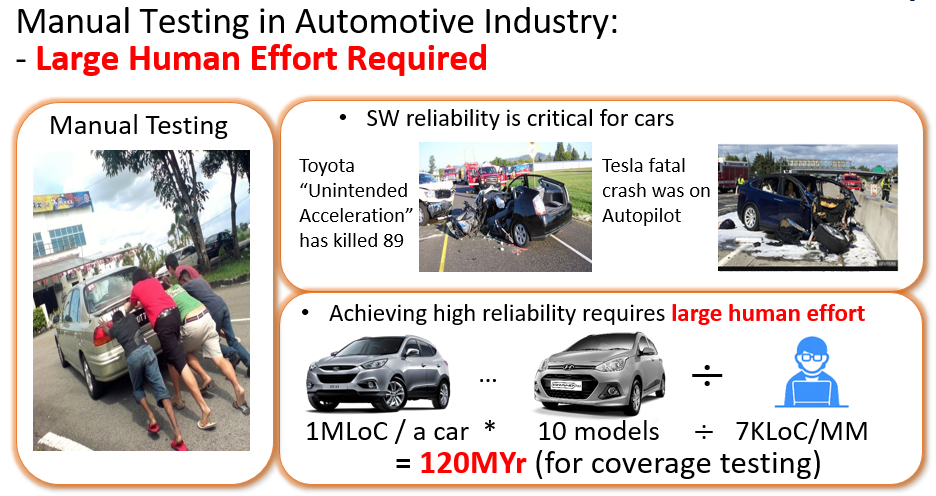 Manual Testing in Automotive Industry:
- Large Human Effort Required
Manual Testing
• SW reliability is critical for cars
Toyota
“Unintended
Acceleration”
has killed 89
Tesla fatal
crash was on
Autopilot
• Achieving high reliability requires large human effort
...
÷
1MLoC / a car * 10 models ÷ 7KLoC/MM
= 120MYr (for coverage testing)